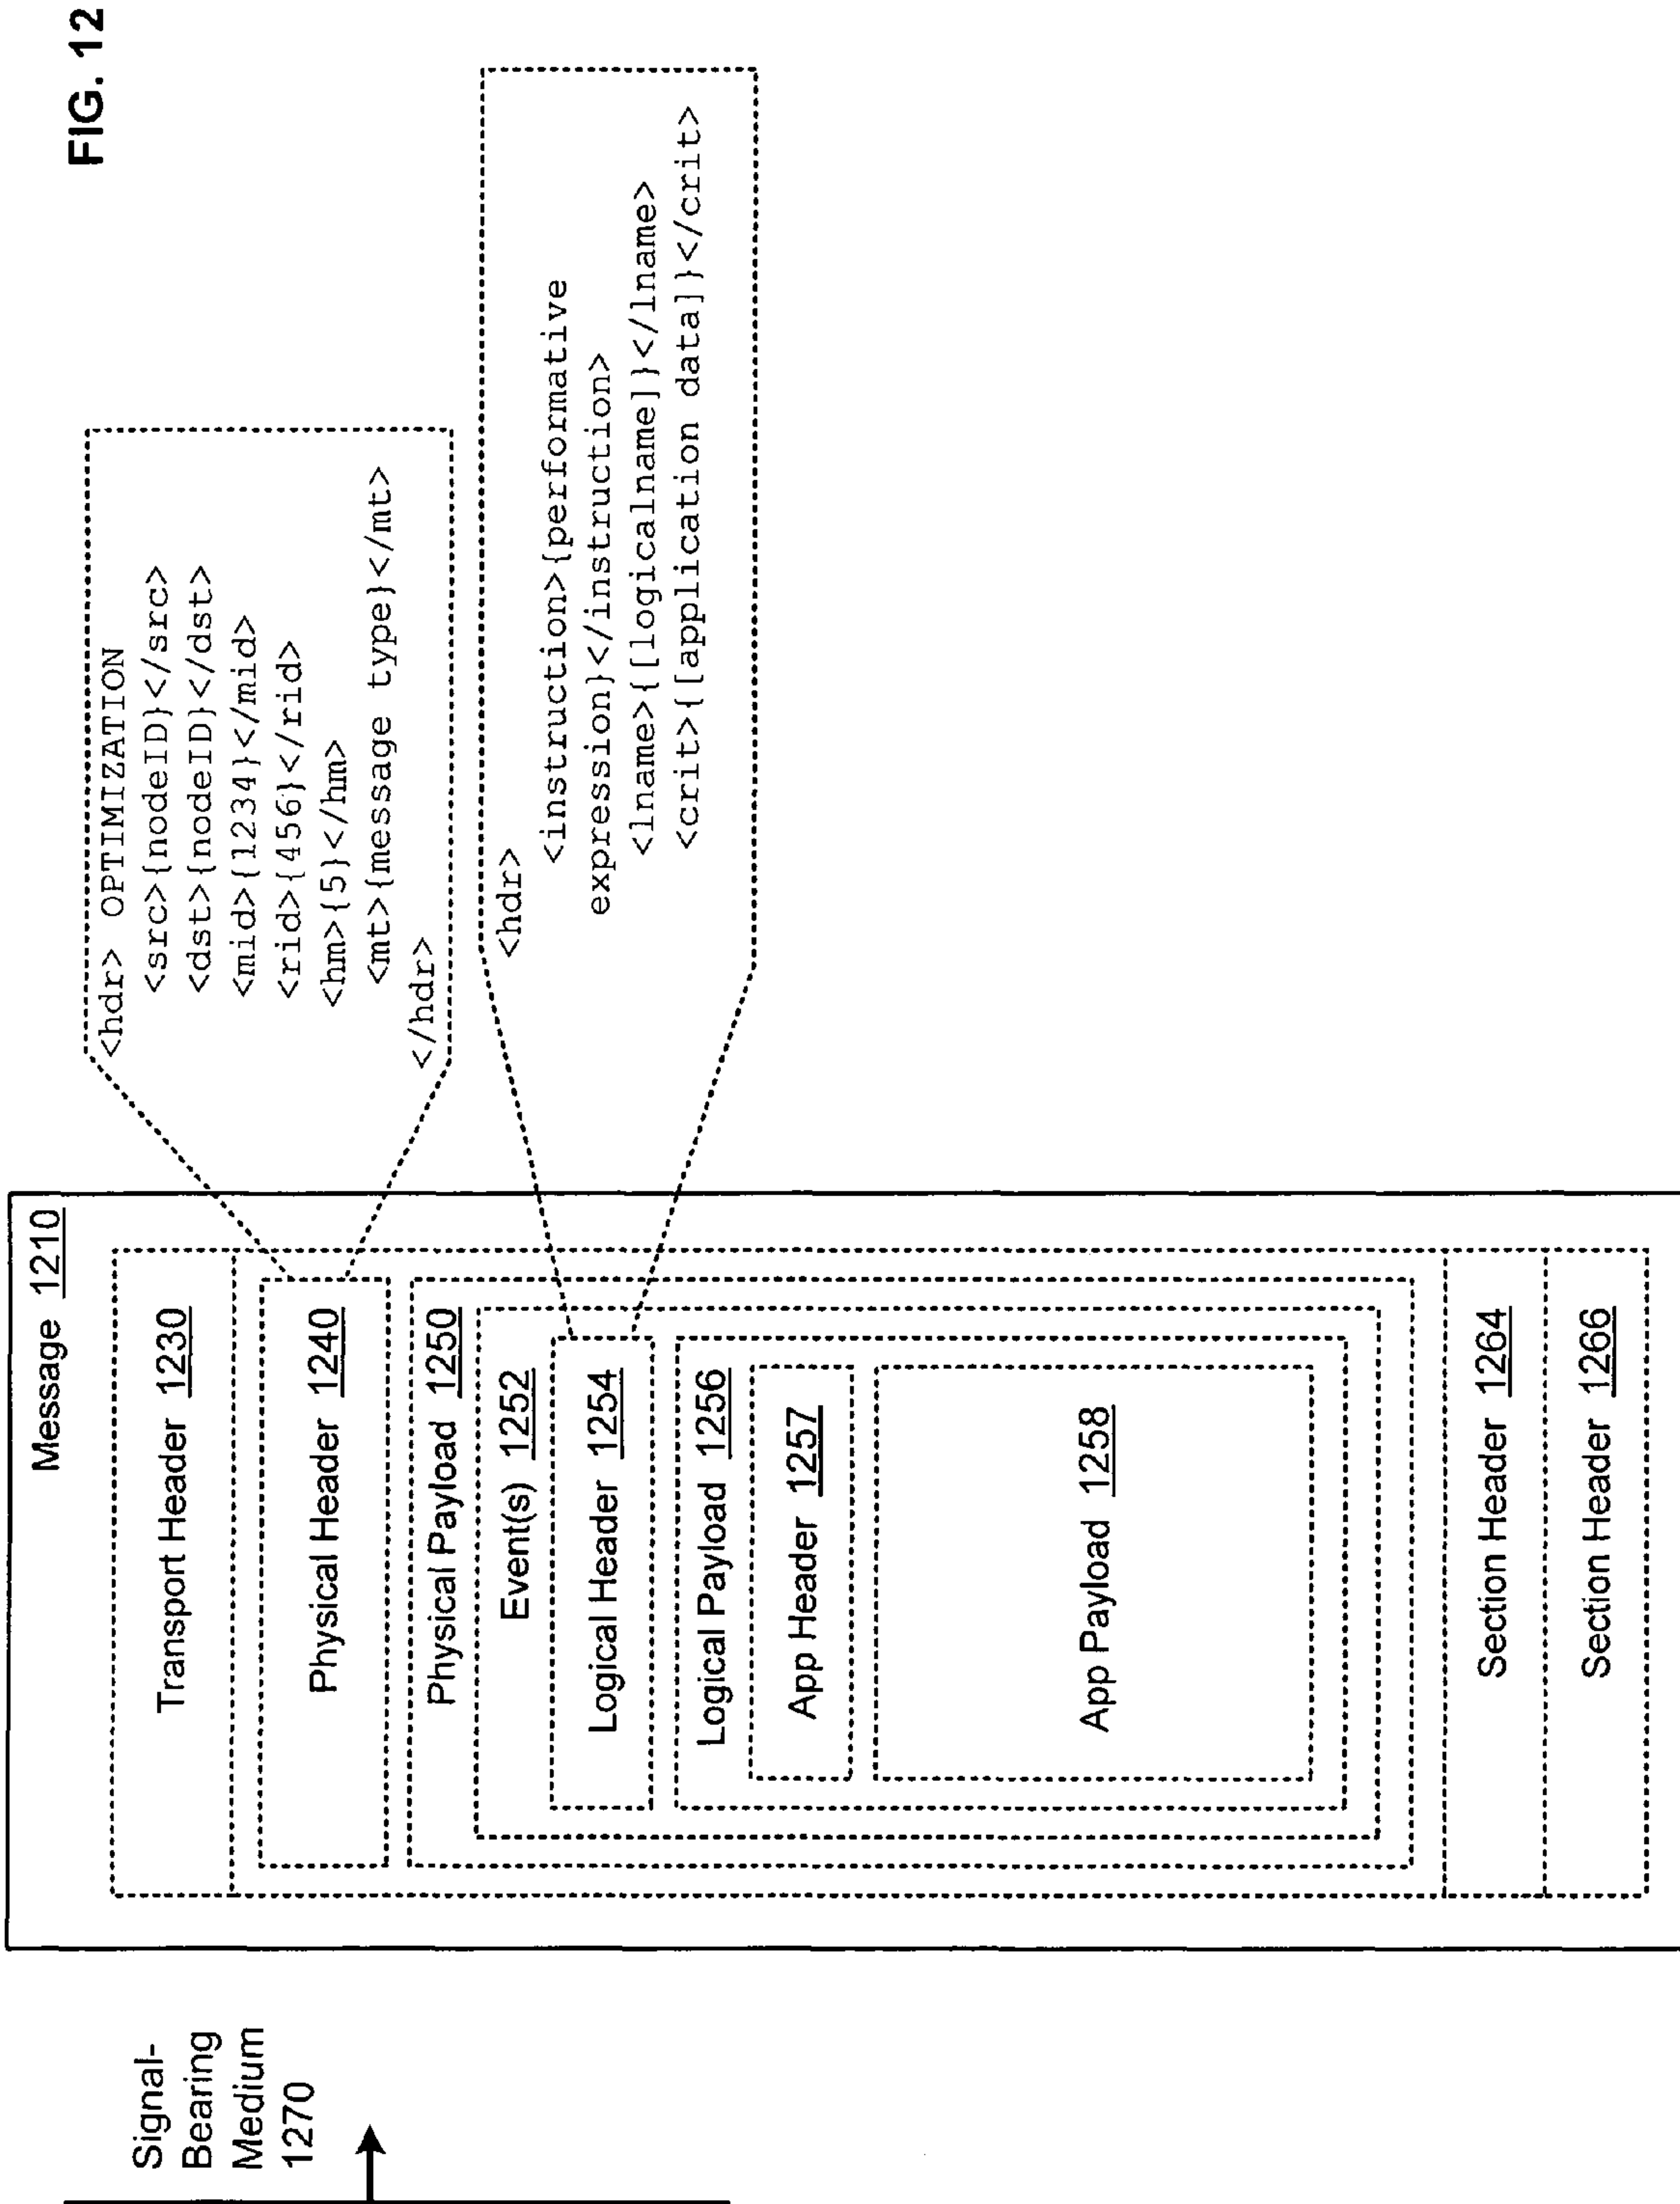 FIG. 12
Signal-
Bearing
Medium
1270
Message 1210
Transport Header 1230
Physical Header 1240
Physical Payload 1250
Event(s) 1252
Logical Header 1254
Logical Payload 1256
App Header 1257
App Payload 1258
Section Header 1264
Section Header 1266
<hdr> OPTIMIZATION
<src>{nodeID}</src>
<dst>{nodeID}</dst>
<mid>{1234}</mid>
<rid>{456}</rid>
<hm>{5}</hm>
<mt>{message type}</mt>
</hdr>
<hdr>
<instruction>{performative
expression}</instruction>
<lname>{[logicalname]}</lname>
<crit>{[application data]}</crit>